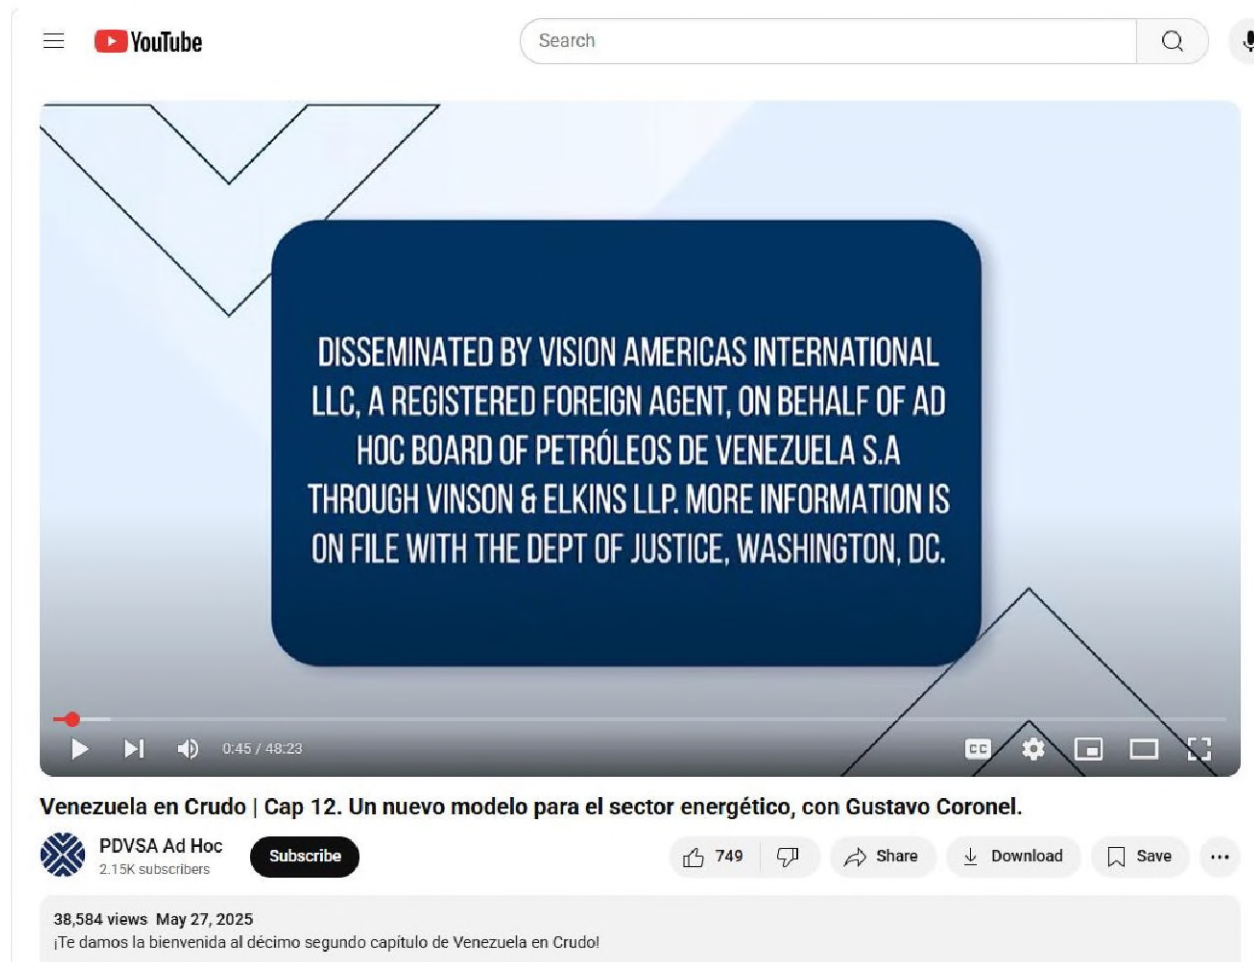 YouTube
Search
DISSEMINATED BY VISION AMERICAS INTERNATIONAL
LLC, A REGISTERED FOREIGN AGENT, ON BEHALF OF AD
HOC BOARD OF PETRÓLEOS DE VENEZUELA S.A
THROUGH VINSON & ELKINS LLP. MORE INFORMATION IS
ON FILE WITH THE DEPT OF JUSTICE, WASHINGTON, DC.
0:45 / 48:23
CC
Venezuela en Crudo | Cap 12. Un nuevo modelo para el sector energético, con Gustavo Coronel.
PDVSA Ad Hoc
2.15K subscribers
Subscribe
749
Share
Download
Save
38,584 views May 27, 2025
¡Te damos la bienvenida al décimo segundo capítulo de Venezuela en Crudo!